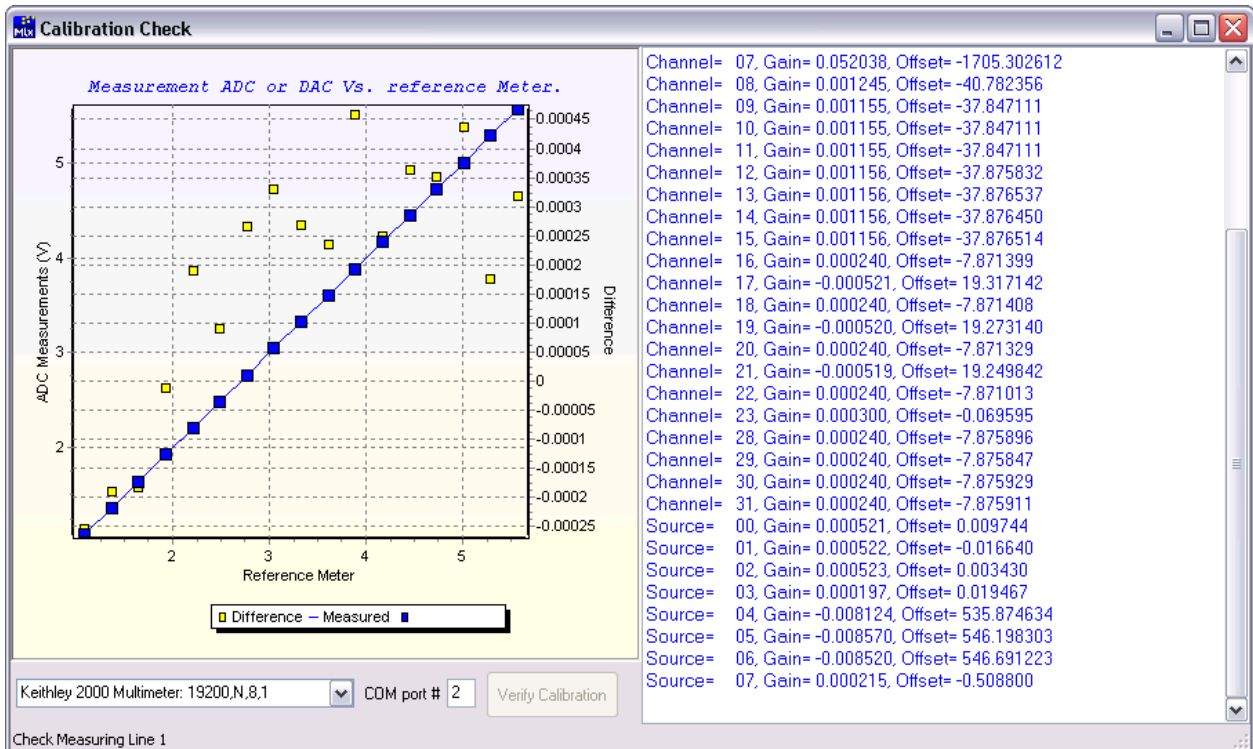 Mlx Calibration Check
Measurement ADC or DAC Vs. reference Meter.
ADC Measurements (V)
5
4
3
2
0.00045
0.0004
0.00035
0.0003
0.00025
0.0002
0.00015
0.0001
0.00005
0
-0.00005
-0.0001
-0.00015
-0.0002
-0.00025
Difference
2 3 4 5
Reference Meter
Difference Measured
Keithley 2000 Multimeter: 19200,N,8,1 COM port # 2 Verify Calibration
Check Measuring Line 1
Channel= 07, Gain= 0.052038, Offset= -1705.302612
Channel= 08, Gain= 0.001245, Offset= -40.782356
Channel= 09, Gain= 0.001155, Offset= -37.847111
Channel= 10, Gain= 0.001155, Offset= -37.847111
Channel= 11, Gain= 0.001155, Offset= -37.847111
Channel= 12, Gain= 0.001156, Offset= -37.875832
Channel= 13, Gain= 0.001156, Offset= -37.876537
Channel= 14, Gain= 0.001156, Offset= -37.876450
Channel= 15, Gain= 0.001156, Offset= -37.876514
Channel= 16, Gain= 0.000240, Offset= -7.871399
Channel= 17, Gain= -0.000521, Offset= 19.317142
Channel= 18, Gain= 0.000240, Offset= -7.871408
Channel= 19, Gain= -0.000520, Offset= 19.273140
Channel= 20, Gain= 0.000240, Offset= -7.871329
Channel= 21, Gain= -0.000519, Offset= 19.249842
Channel= 22, Gain= 0.000240, Offset= -7.871013
Channel= 23, Gain= 0.000300, Offset= -0.069595
Channel= 28, Gain= 0.000240, Offset= -7.875896
Channel= 29, Gain= 0.000240, Offset= -7.875847
Channel= 30, Gain= 0.000240, Offset= -7.875929
Channel= 31, Gain= 0.000240, Offset= -7.875911
Source= 00, Gain= 0.000521, Offset= 0.009744
Source= 01, Gain= 0.000522, Offset= -0.016640
Source= 02, Gain= 0.000523, Offset= 0.003430
Source= 03, Gain= 0.000197, Offset= 0.019467
Source= 04, Gain= -0.008124, Offset= 535.874634
Source= 05, Gain= -0.008570, Offset= 546.198303
Source= 06, Gain= -0.008520, Offset= 546.691223
Source= 07, Gain= 0.000215, Offset= -0.508800